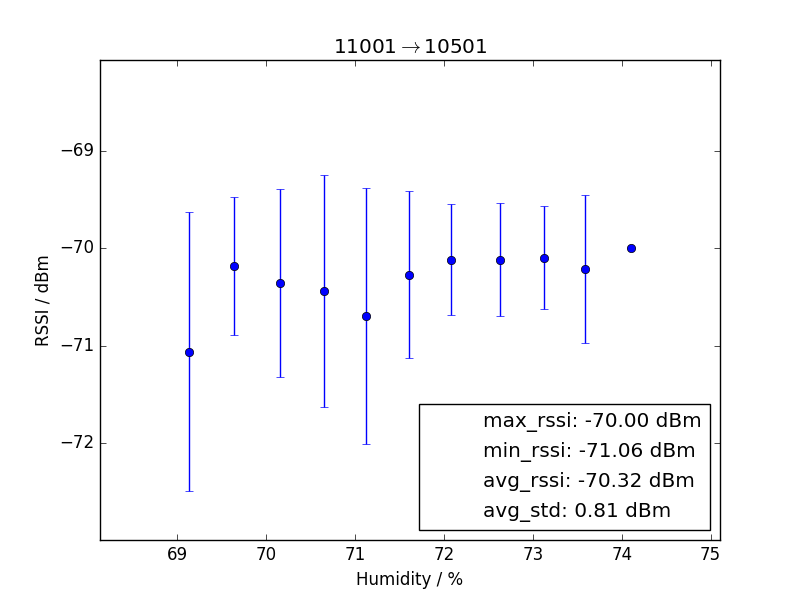 11001→10501
−69
−70
−71
−72
RSSI / dBm
max_rssi: -70.00 dBm
min_rssi: -71.06 dBm
avg_rssi: -70.32 dBm
avg_std: 0.81 dBm
69 70 71 72 73 74 75
Humidity / %